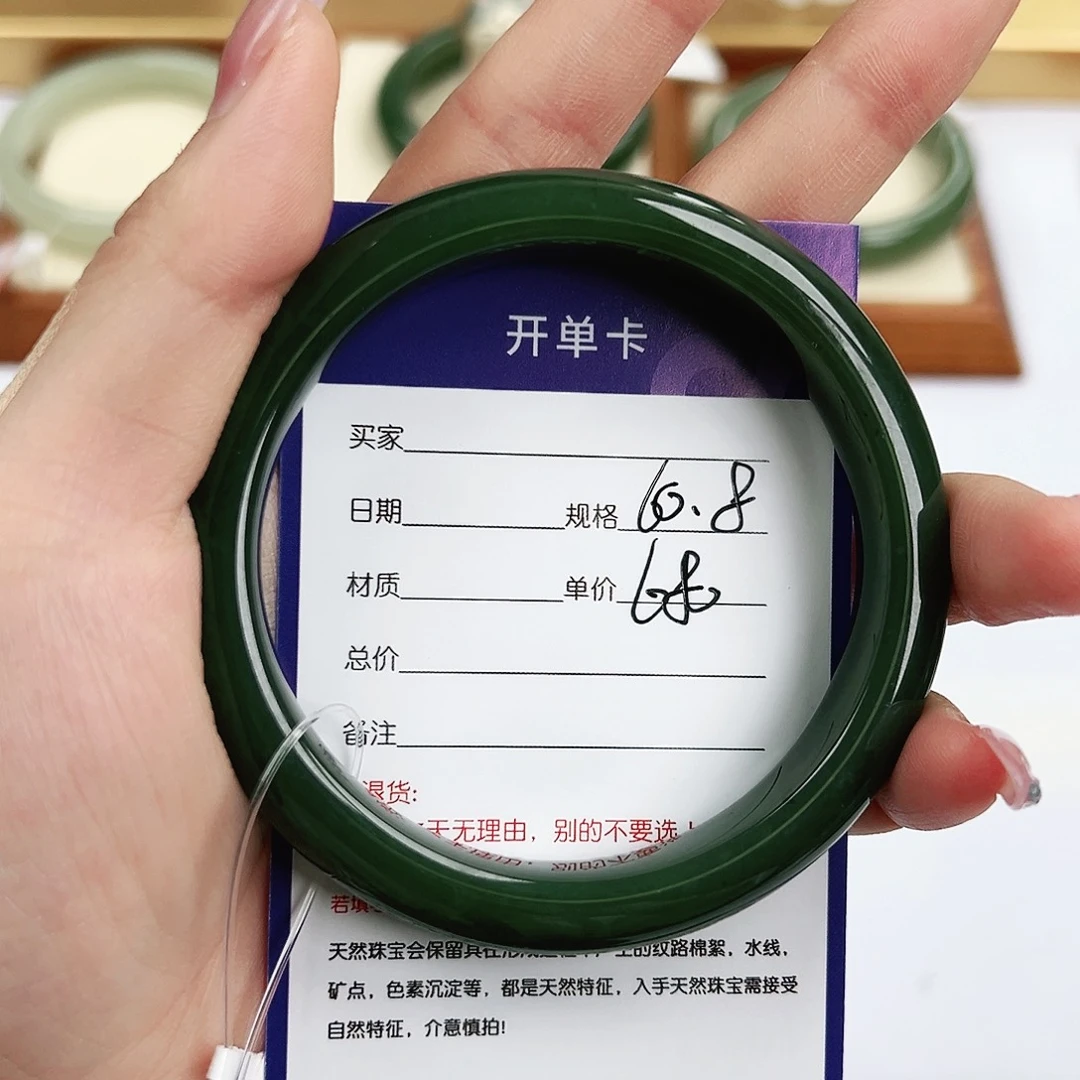 开单卡
买家
日期 规格 60.8
材质 单价 68
总价
备注
退货:
天无理由，别的不要选
若填
天然珠宝会保留其在形成过程中产生的纹路棉絮，水线，
矿点，色素沉淀等，都是天然特征，入手天然珠宝需接受
自然特征，介意慎拍!